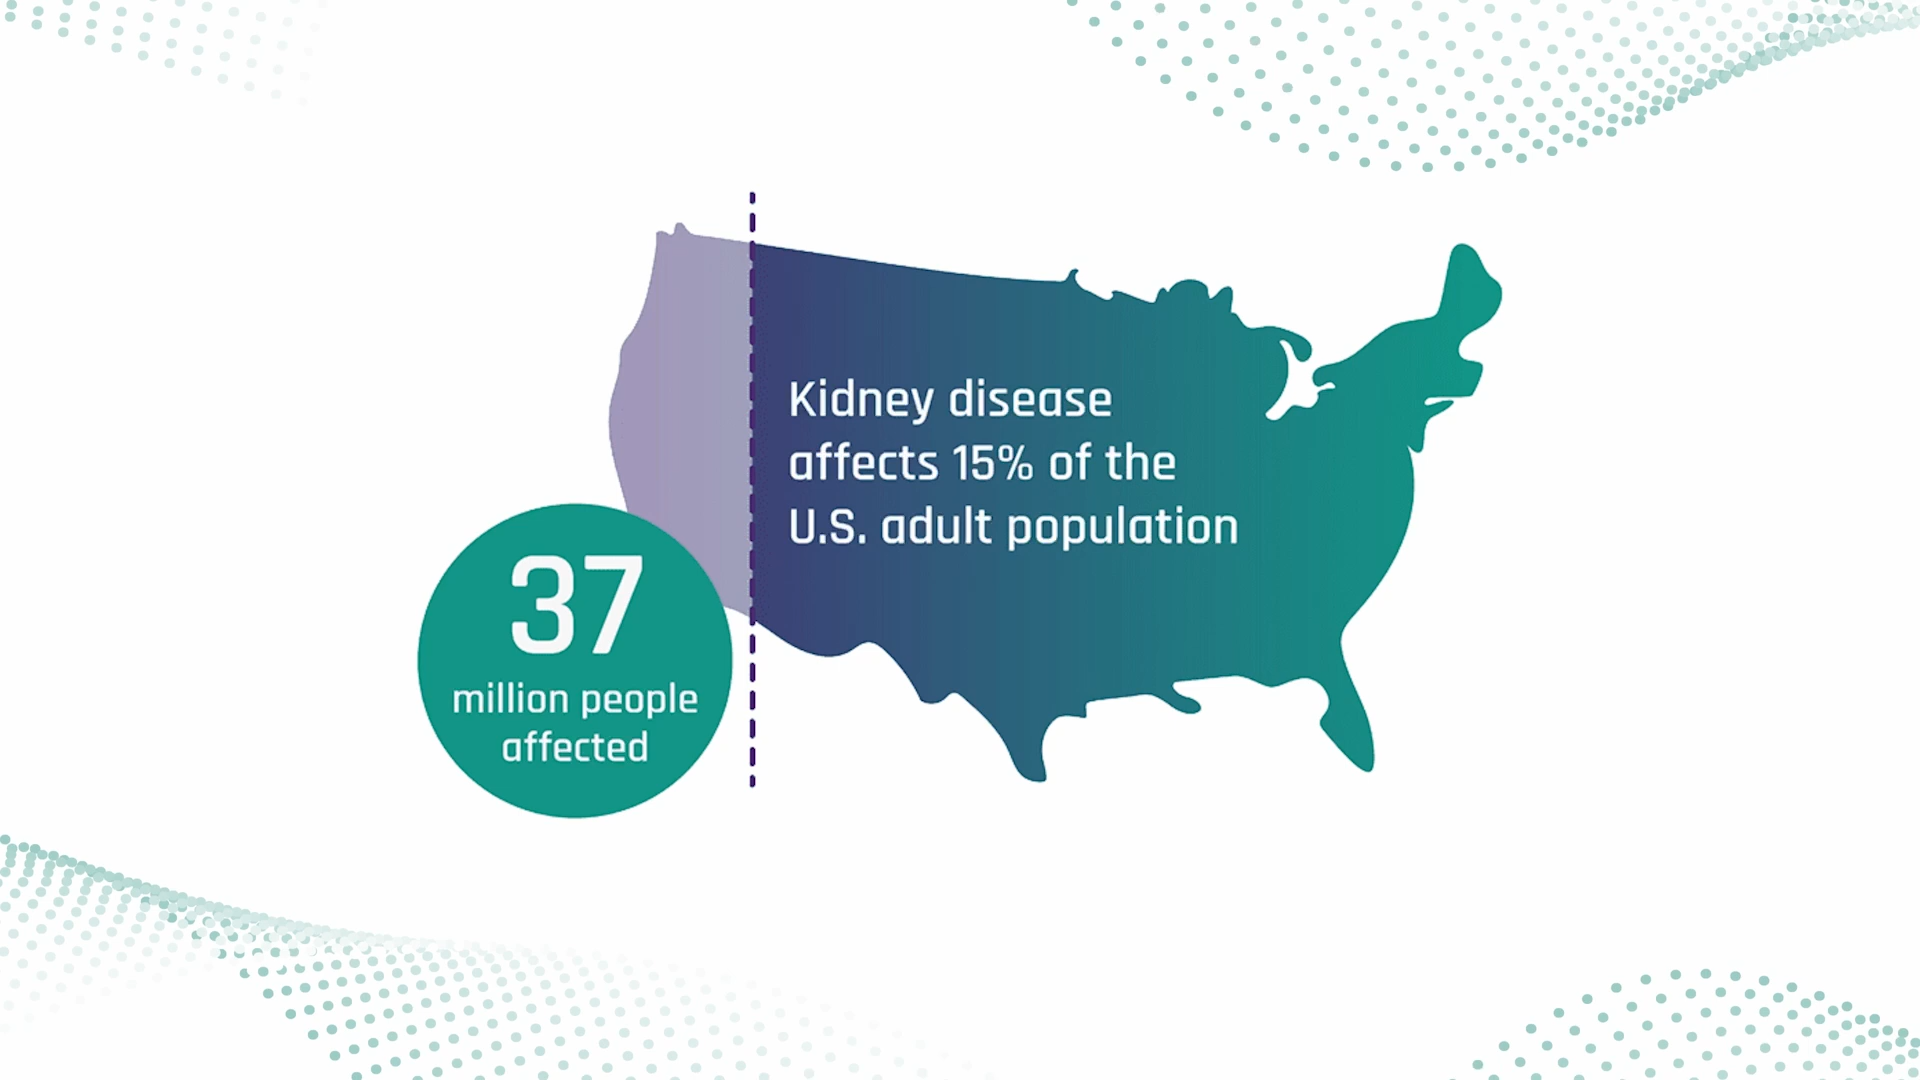 Kidney disease
affects 15% of the
U.S. adult population
37
million people
affected